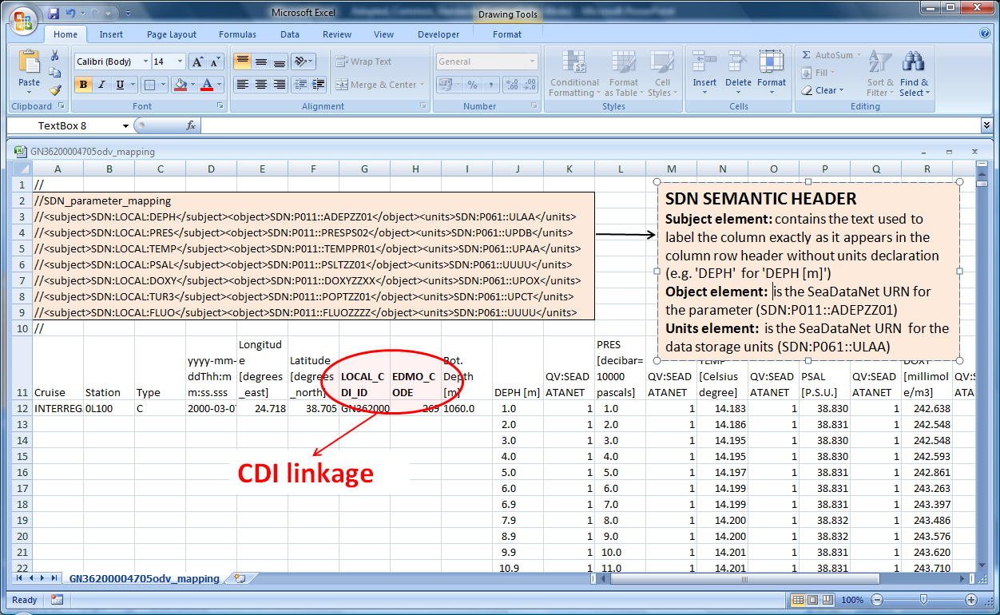 Microsoft Excel
Drawing Tools
Home Insert Page Layout Formulas Data Review View Developer Format
Paste
Calibri (Body) 14
B I U
Wrap Text
Merge & Center
General
Conditional Formatting
Format as Table
Cell Styles
Insert Delete Format
Σ AutoSum
Fill
Clear
Sort & Filter
Find & Select
Clipboard Font Alignment Number Styles Cells Editing
TextBox 8 fx
GN36200004705odv_mapping
A B C D E F G H I J K L M N O P Q R
1 //
2 //SDN_parameter_mapping
3 //<subject>SDN:LOCAL:DEPH</subject><object>SDN:P011::ADEPZZ01</object><units>SDN:P061::ULAA</units>
4 //<subject>SDN:LOCAL:PRES</subject><object>SDN:P011::PRESPS02</object><units>SDN:P061::UPDB</units>
5 //<subject>SDN:LOCAL:TEMP</subject><object>SDN:P011::TEMPPR01</object><units>SDN:P061::UPAA</units>
6 //<subject>SDN:LOCAL:PSAL</subject><object>SDN:P011::PSLTZZ01</object><units>SDN:P061::UUUU</units>
7 //<subject>SDN:LOCAL:DOXY</subject><object>SDN:P011::DOXYZZXX</object><units>SDN:P061::UPOX</units>
8 //<subject>SDN:LOCAL:TUR3</subject><object>SDN:P011::POPTZZ01</object><units>SDN:P061::UPCT</units>
9 //<subject>SDN:LOCAL:FLUO</subject><object>SDN:P011::FLUOZZZZ</object><units>SDN:P061::UUUU</units>
10 //
SDN SEMANTIC HEADER
Subject element: contains the text used to
label the column exactly as it appears in the
column row header without units declaration
(e.g. 'DEPH' for 'DEPH [m]')
Object element: is the SeaDataNet URN for
the parameter (SDN:P011::ADEPZZ01)
Units element: is the SeaDataNet URN for the
data storage units (SDN:P061::ULAA)
11 Cruise Station Type yyyy-mm-ddThh:mm:ss.sss Longitude [degrees_east] Latitude [degrees_north] LOCAL_CDI_ID EDMO_CODE Bot. Depth [m] DEPH [m] QV:SEADATANET PRES [decibar=10000 pascals] QV:SEADATANET TEMP [Celsius degree] QV:SEADATANET PSAL [P.S.U.] QV:SEADATANET DOXY [millimole/m3] QV:S ATA
12 INTERREG 0L100 C 2000-03-0 24.718 38.705 GN362000 269 1060.0 1.0 1 1.0 1 14.183 1 38.830 1 242.638
13 2.0 1 2.0 1 14.186 1 38.831 1 242.548
14 3.0 1 3.0 1 14.195 1 38.830 1 242.548
15 4.0 1 4.0 1 14.195 1 38.830 1 242.593
16 5.0 1 5.0 1 14.197 1 38.831 1 242.861
17 6.0 1 6.0 1 14.199 1 38.831 1 243.263
18 6.9 1 7.0 1 14.199 1 38.831 1 243.397
19 7.9 1 8.0 1 14.200 1 38.832 1 243.486
20 8.9 1 9.0 1 14.200 1 38.832 1 243.576
21 9.9 1 10.0 1 14.201 1 38.831 1 243.620
22 10.9 1 11.0 1 14.201 1 38.831 1 243.710
CDI linkage
GN36200004705odv_mapping
Ready 100%